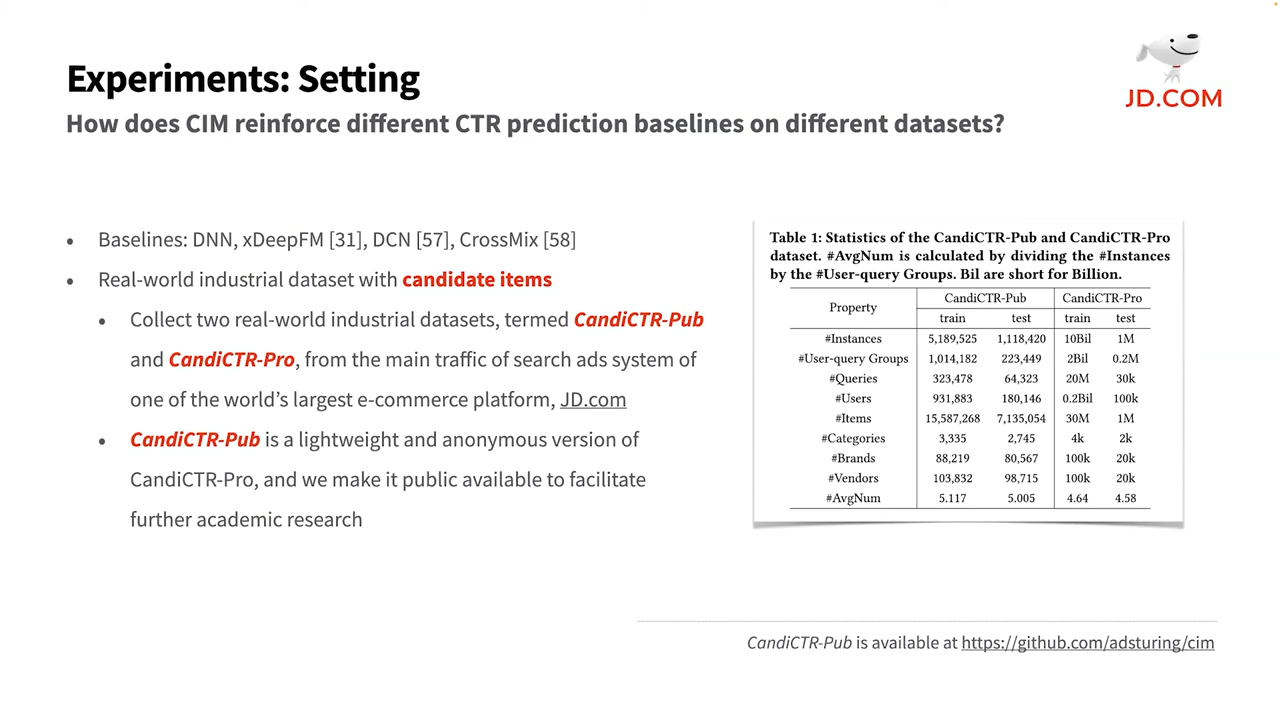 Experiments: Setting
JD.COM
How does CIM reinforce different CTR prediction baselines on different datasets?
• Baselines: DNN, xDeepFM [31], DCN [57], CrossMix [58]
• Real-world industrial dataset with candidate items
• Collect two real-world industrial datasets, termed CandiCTR-Pub
and CandiCTR-Pro, from the main traffic of search ads system of
one of the world's largest e-commerce platform, JD.com
• CandiCTR-Pub is a lightweight and anonymous version of
CandiCTR-Pro, and we make it public available to facilitate
further academic research
Table 1: Statistics of the CandiCTR-Pub and CandiCTR-Pro
dataset. #AvgNum is calculated by dividing the #Instances
by the #User-query Groups. Bil are short for Billion.
Property CandiCTR-Pub CandiCTR-Pro
train test train test
#Instances 5,189,525 1,118,420 10Bil 1M
#User-query Groups 1,014,182 223,449 2Bil 0.2M
#Queries 323,478 64,323 20M 30k
#Users 931,883 180,146 0.2Bil 100k
#Items 15,587,268 7,135,054 30M 1M
#Categories 3,335 2,745 4k 2k
#Brands 88,219 80,567 100k 20k
#Vendors 103,832 98,715 100k 20k
#AvgNum 5.117 5.005 4.64 4.58
CandiCTR-Pub is available at https://github.com/adsturing/cim